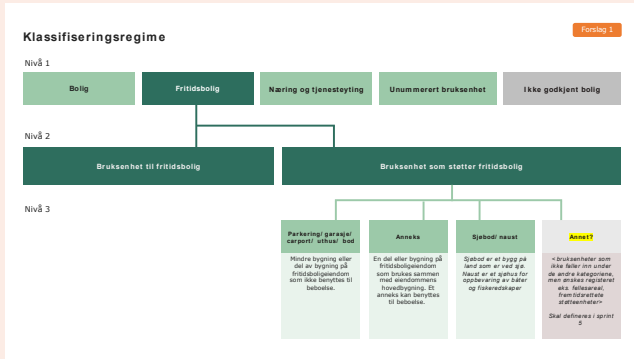 Forslag 1
Klassifiseringsregime
Nivå 1
Bolig
Fritidsbolig
Næring og tjenesteyting
Unummerert bruksenhet
Ikke godkjent bolig
Nivå 2
Bruksenhet til fritidsbolig
Bruksenhet som støtter fritidsbolig
Nivå 3
Parkering/ garasje/
carport/ uthus/ bod
Mindre bygning eller
del av bygning på
fritidsboligeiendom
som ikke benyttes til
beboelse.
Anneks
En del eller bygning på
fritidsboligeiendom
som brukes sammen
med eiendommens
hovedbygning. Et
anneks kan benyttes
til beboelse.
Sjøbod/ naust
Sjøbod er et bygg på
land som er ved sjø.
Naust er et sjøhus for
oppbevaring av båter
og fiskeredskaper
Annet?
<bruksenheter som
ikke faller inn under
de andre kategoriene,
men ønskes registeret
eks. fellesareal,
fremtidsrettede
støtteenheter>
Skal defineres i sprint
5